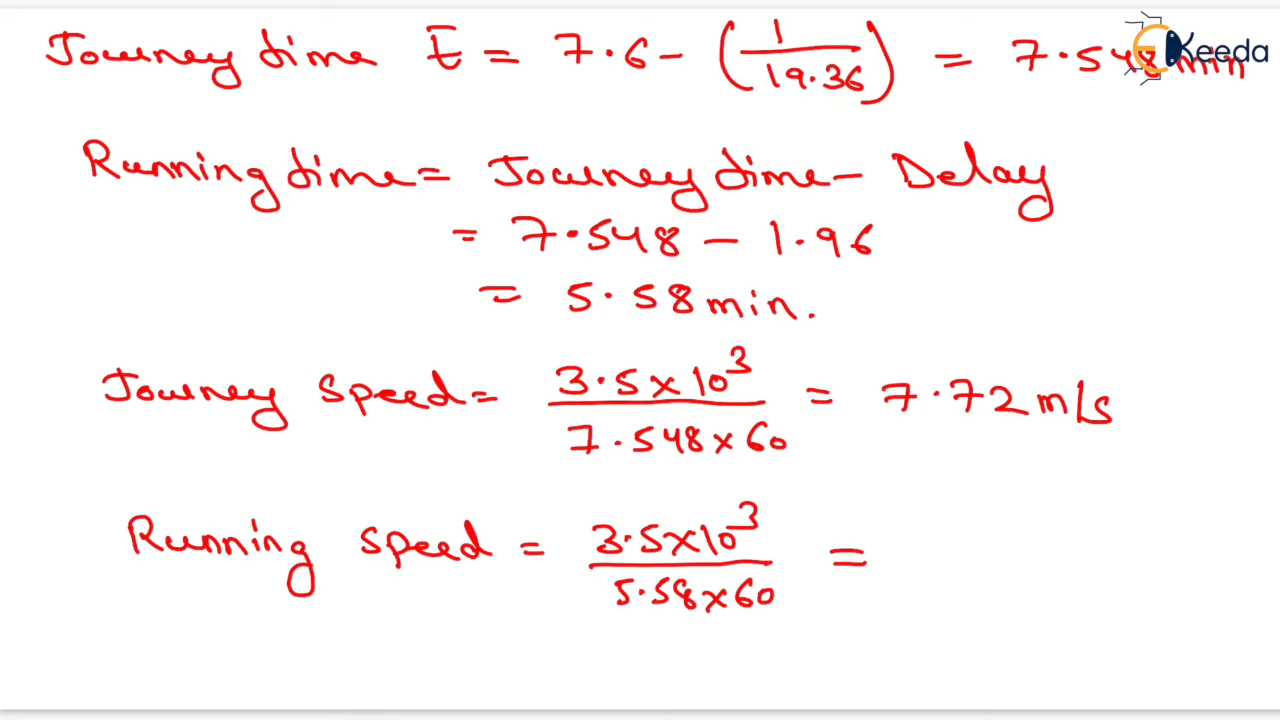 Journey time t̄ = 7.6 - (1/19.36) = 7.548 min
Keeda
Running time = Journey time - Delay
= 7.548 - 1.96
= 5.58 min.
Journey Speed = 3.5 x 10³ / 7.548 x 60 = 7.72 m/s
Running Speed = 3.5 x 10³ / 5.58 x 60 =